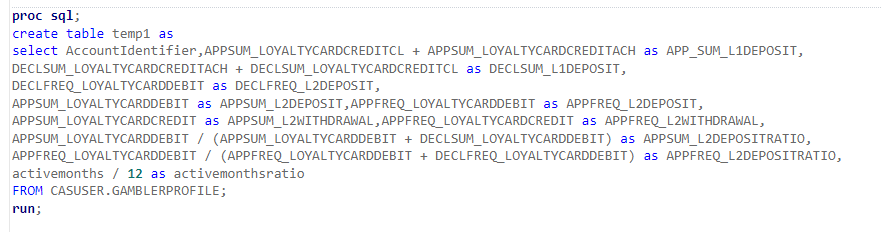 proc sql;
create table temp1 as
select AccountIdentifier,APPSUM_LOYALTYCARDCREDITCL + APPSUM_LOYALTYCARDCREDITACH as APP_SUM_L1DEPOSIT,
DECLSUM_LOYALTYCARDCREDITACH + DECLSUM_LOYALTYCARDCREDITCL as DECLSUM_L1DEPOSIT,
DECLFREQ_LOYALTYCARDDEBIT as DECLFREQ_L2DEPOSIT,
APPSUM_LOYALTYCARDDEBIT as APPSUM_L2DEPOSIT,APPFREQ_LOYALTYCARDDEBIT as APPFREQ_L2DEPOSIT,
APPSUM_LOYALTYCARDCREDIT as APPSUM_L2WITHDRAWAL,APPFREQ_LOYALTYCARDCREDIT as APPFREQ_L2WITHDRAWAL,
APPSUM_LOYALTYCARDDEBIT / (APPSUM_LOYALTYCARDDEBIT + DECLSUM_LOYALTYCARDDEBIT) as APPSUM_L2DEPOSITRATIO,
APPFREQ_LOYALTYCARDDEBIT / (APPFREQ_LOYALTYCARDDEBIT + DECLFREQ_LOYALTYCARDDEBIT) as APPFREQ_L2DEPOSITRATIO,
activemonths / 12 as activemonthsratio
FROM CASUSER.GAMBLERPROFILE;
run;